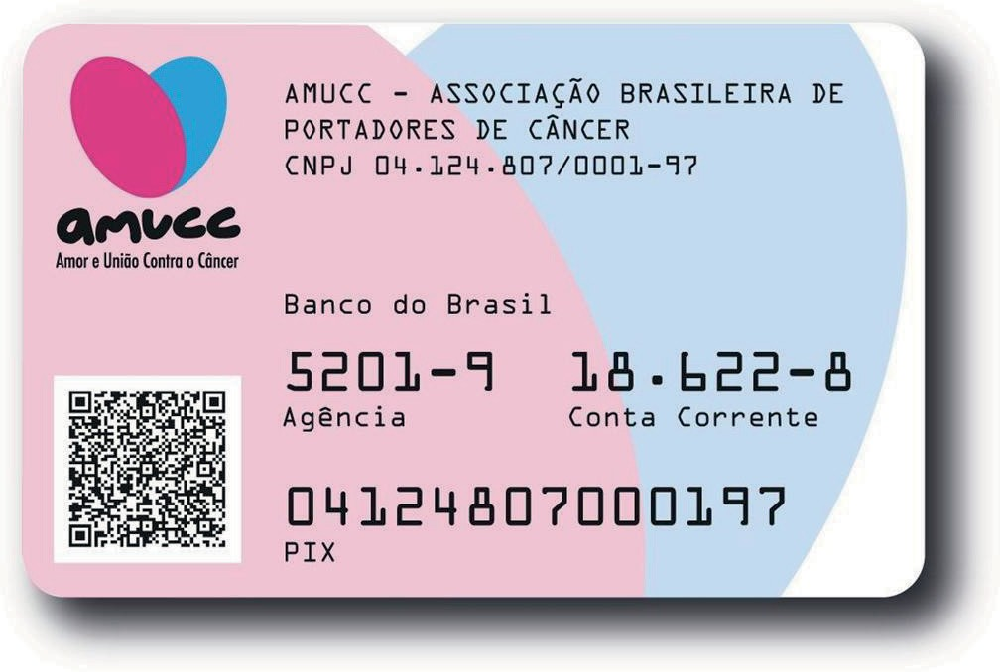 amucc
Amor e União Contra o Câncer
AMUCC - ASSOCIAÇÃO BRASILEIRA DE
PORTADORES DE CÂNCER
CNPJ 04.124.807/0001-97
Banco do Brasil
5201-9 18.622-8
Agência Conta Corrente
04124807000197
PIX